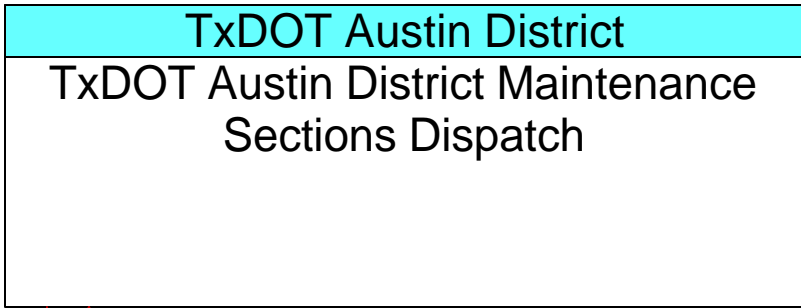 TxDOT Austin District
TxDOT Austin District Maintenance
Sections Dispatch